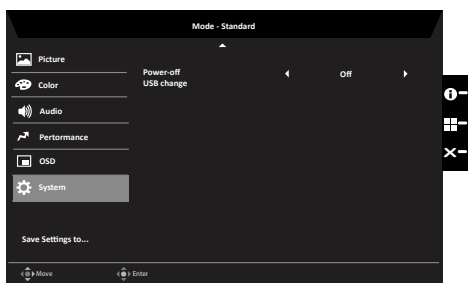 Mode - Standard
Picture
Color
Audio
Pertormance
OSD
System
Power-off
USB change
Off
Save Settings to...
Move
Enter